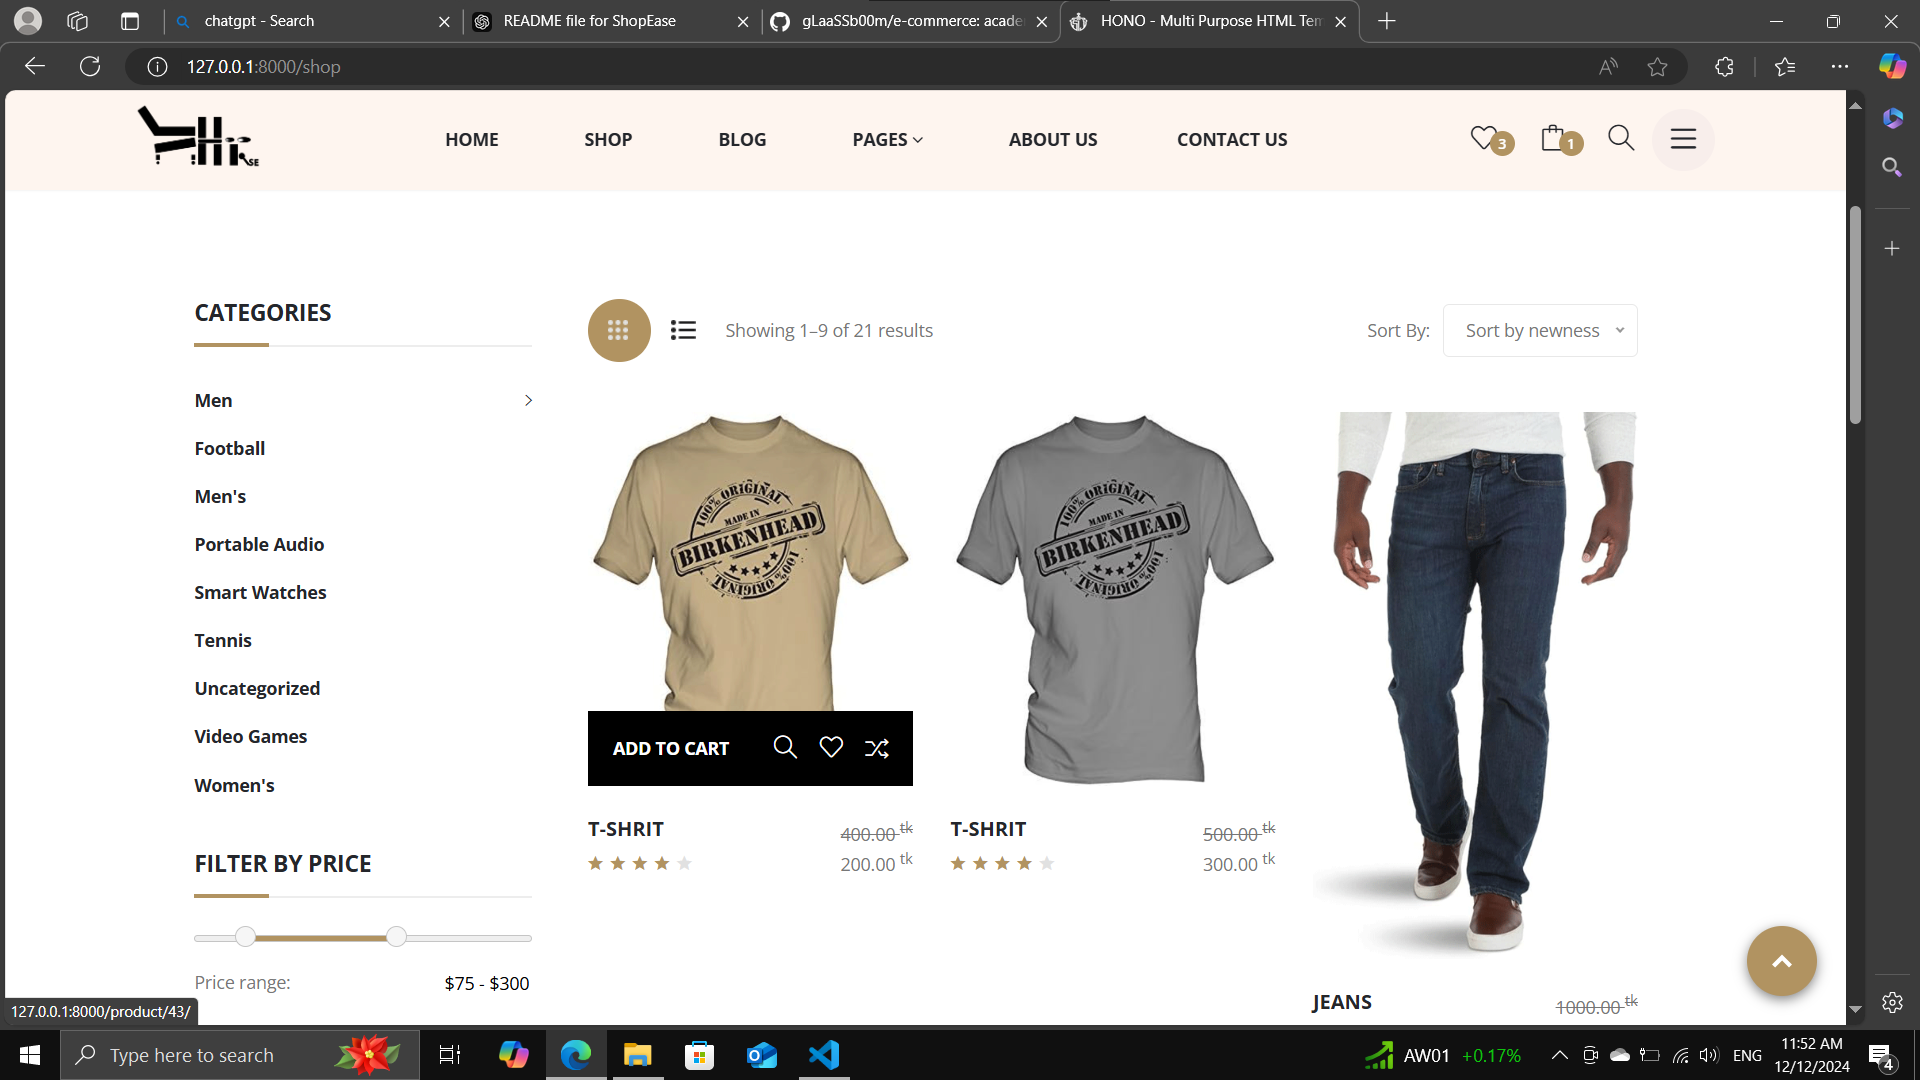 chatgpt - Search
README file for ShopEase
gLaaSSb00m/e-commerce: acade
HONO - Multi Purpose HTML Tem
127.0.0.1:8000/shop
SE
HOME
SHOP
BLOG
PAGES
ABOUT US
CONTACT US
3
1
CATEGORIES
Showing 1–9 of 21 results
Sort By:
Sort by newness
Men
Football
Men's
Portable Audio
Smart Watches
Tennis
Uncategorized
Video Games
Women's
100% ORIGINAL
MADE IN
BIRKENHEAD
100% ORIGINAL
100% ORIGINAL
MADE IN
BIRKENHEAD
100% ORIGINAL
ADD TO CART
T-SHRIT
400.00 tk
200.00 tk
T-SHRIT
500.00 tk
300.00 tk
JEANS
1000.00 tk
FILTER BY PRICE
Price range:
$75 - $300
127.0.0.1:8000/product/43/
Type here to search
AW01 +0.17%
ENG
11:52 AM
12/12/2024
4